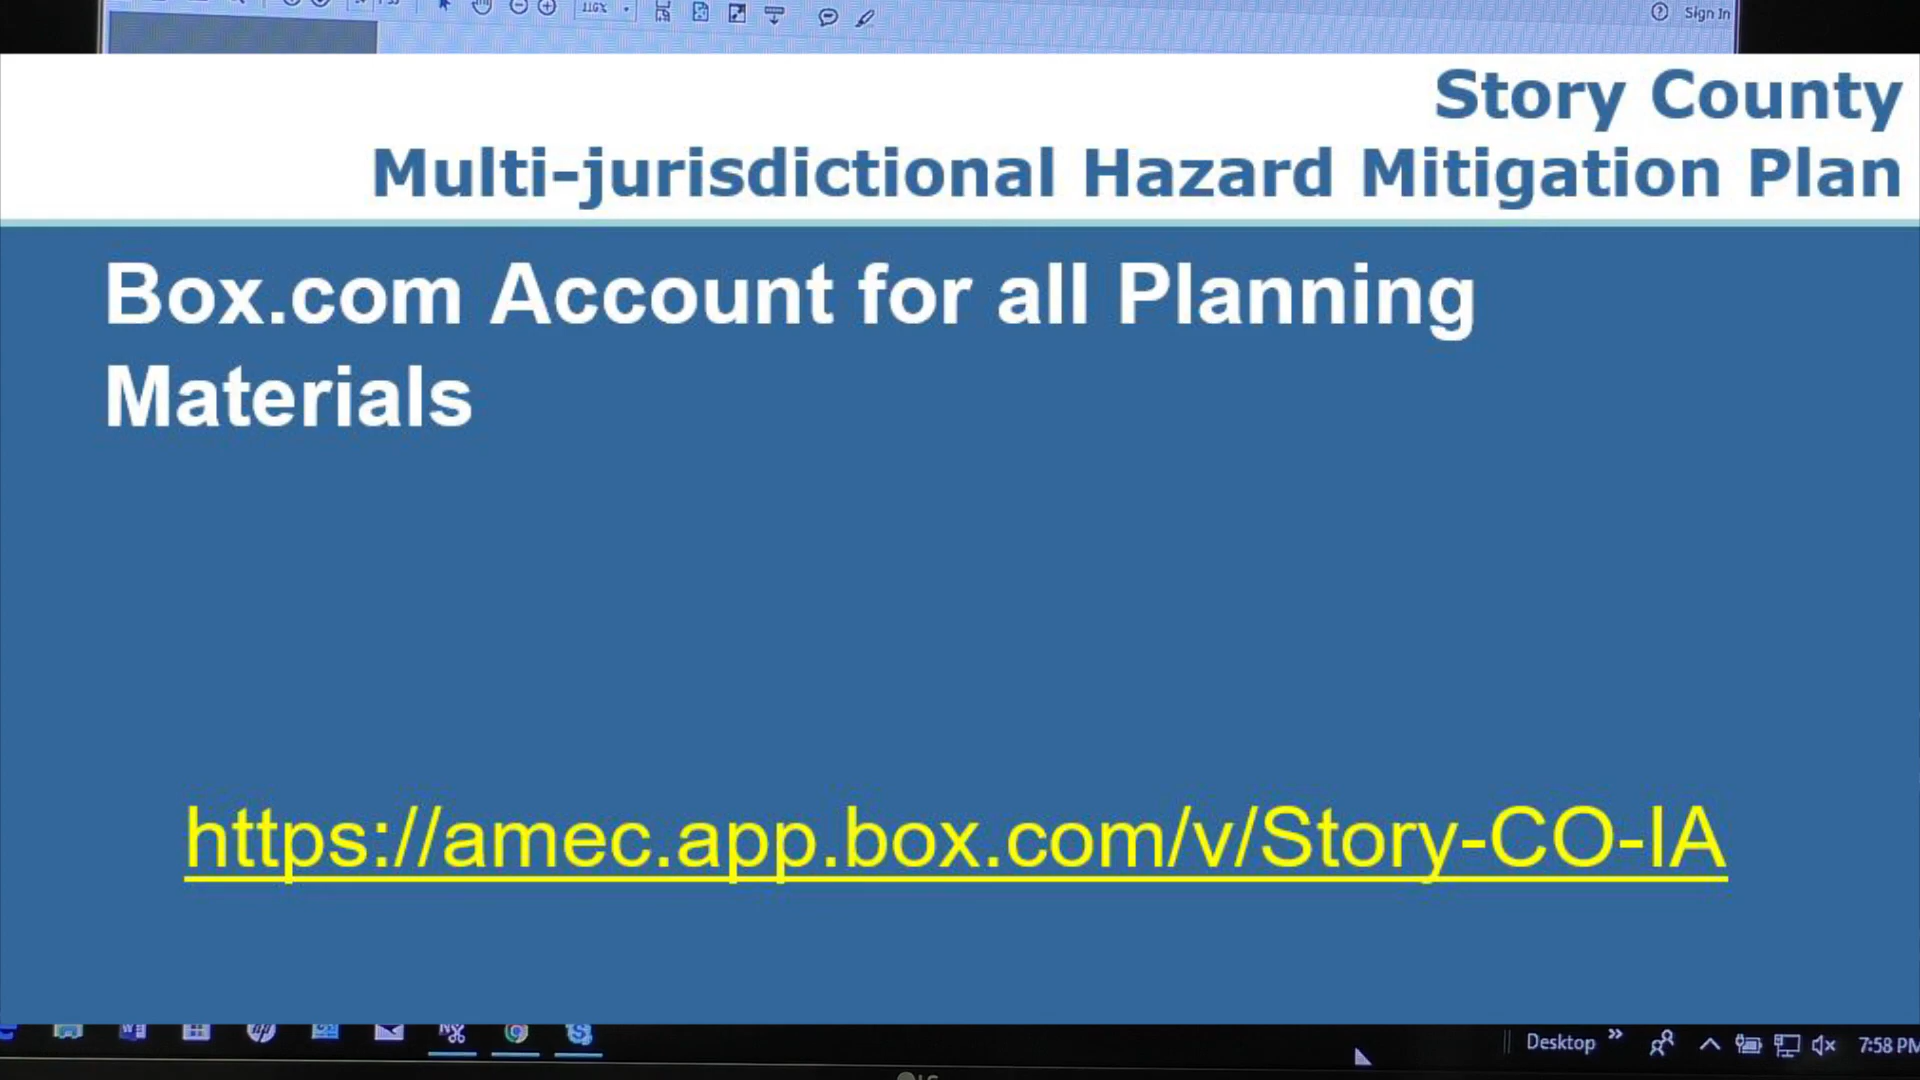 116%
Sign In
Story County
Multi-jurisdictional Hazard Mitigation Plan
Box.com Account for all Planning
Materials
https://amec.app.box.com/v/Story-CO-IA
Desktop
7:58 PM